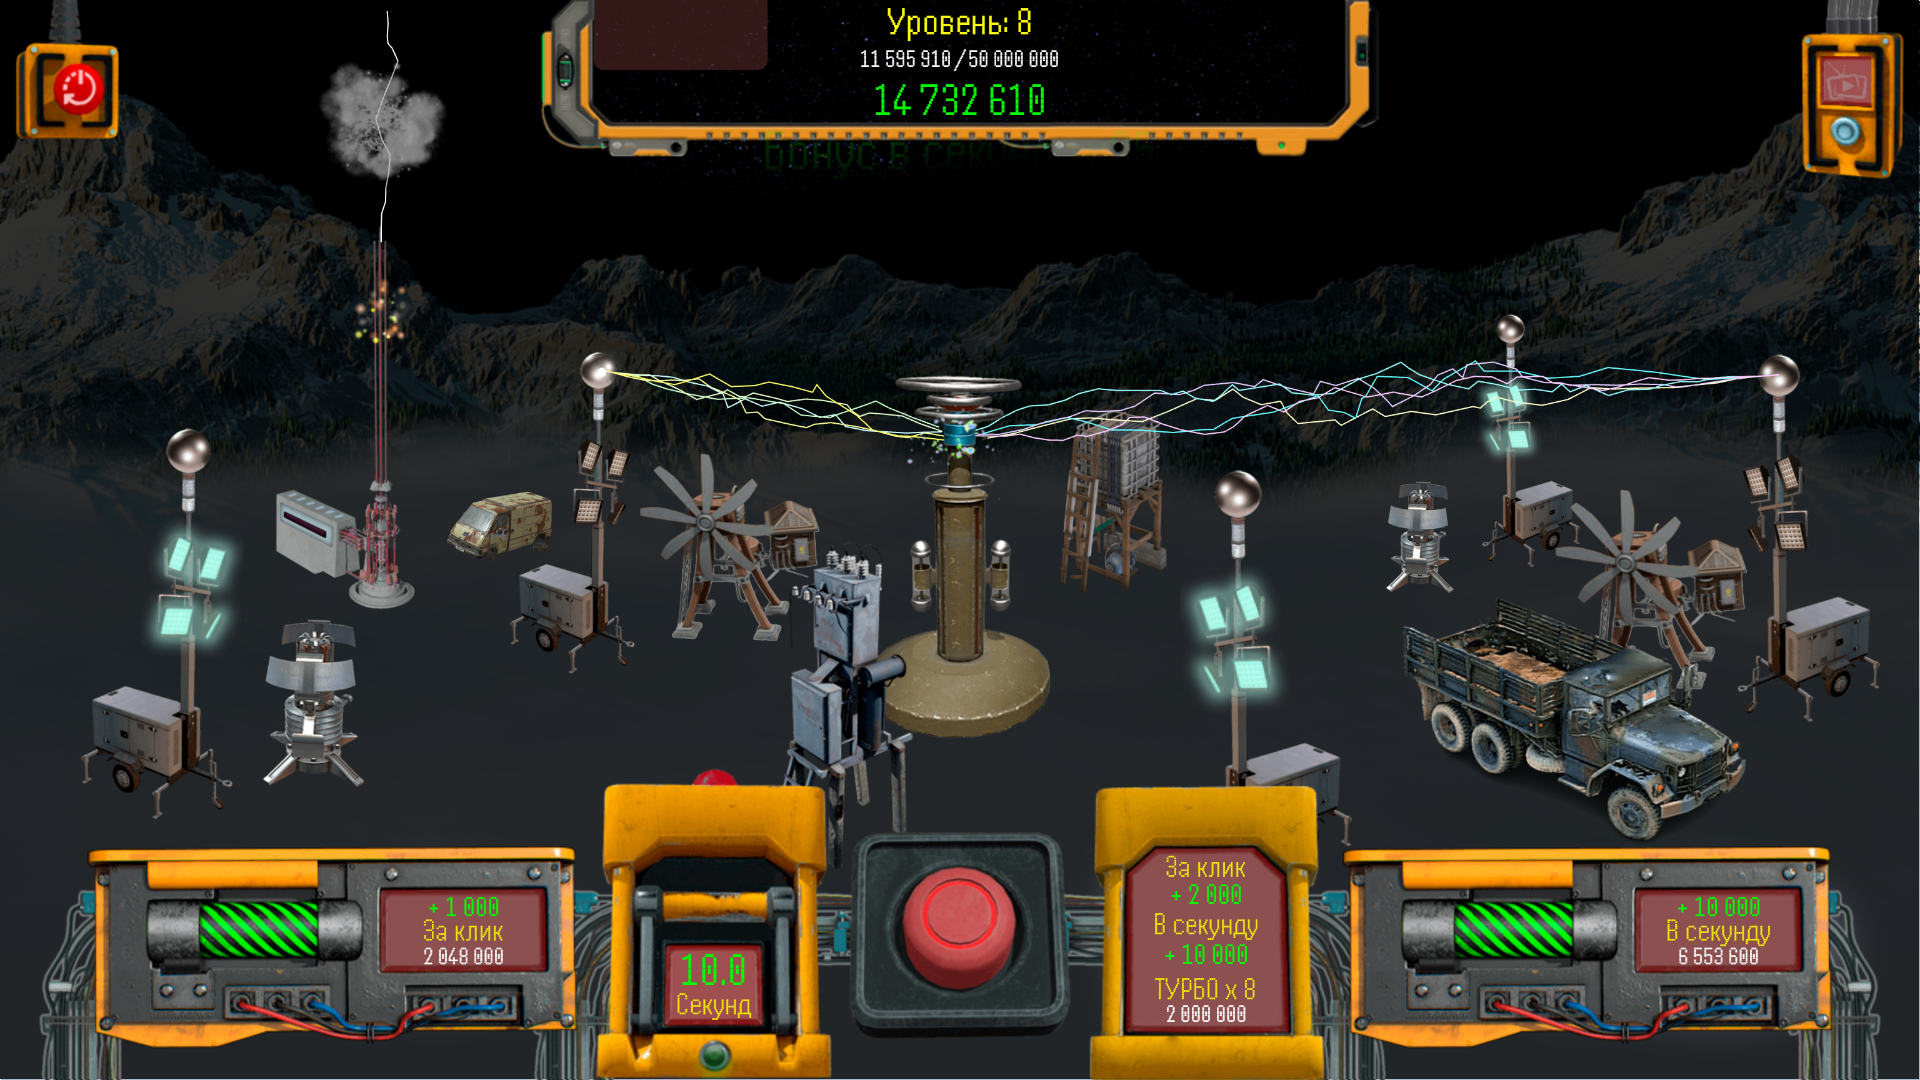 Уровень: 8
11 595 910/50 000 000
14 732 610
Бонус в секун
+ 1 000
За клик
2 048 000
10.0
Секунд
За клик
+ 2 000
В секунду
+ 10 000
ТУРБО x 8
2 000 000
+ 10 000
В секунду
6 553 600